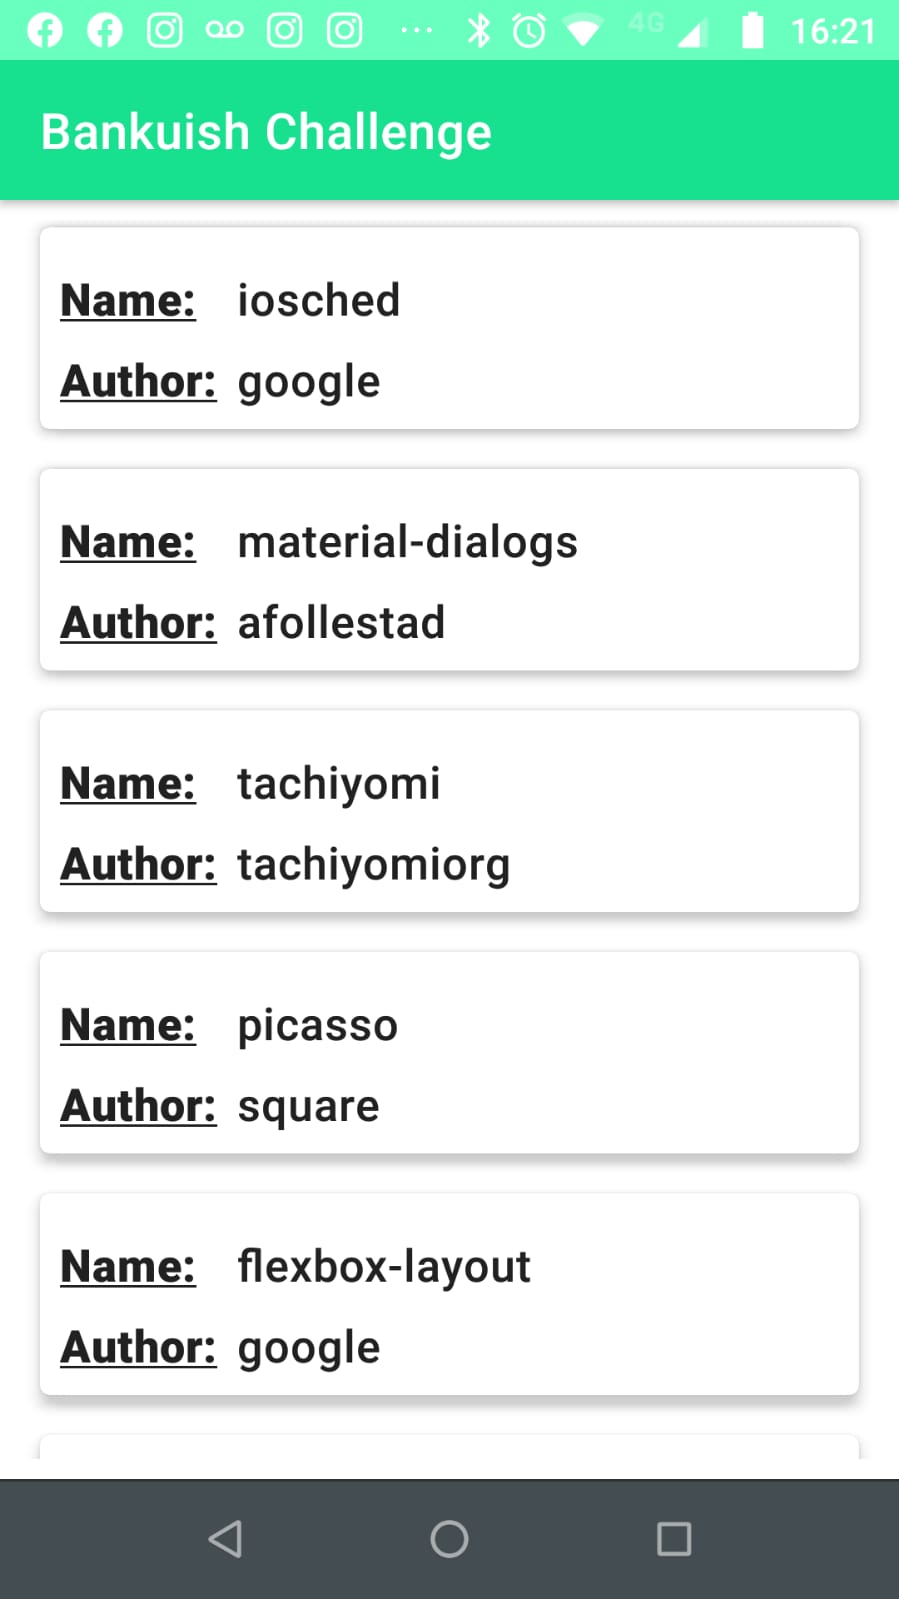 4G 16:21
Bankuish Challenge
Name: iosched
Author: google
Name: material-dialogs
Author: afollestad
Name: tachiyomi
Author: tachiyomiorg
Name: picasso
Author: square
Name: flexbox-layout
Author: google